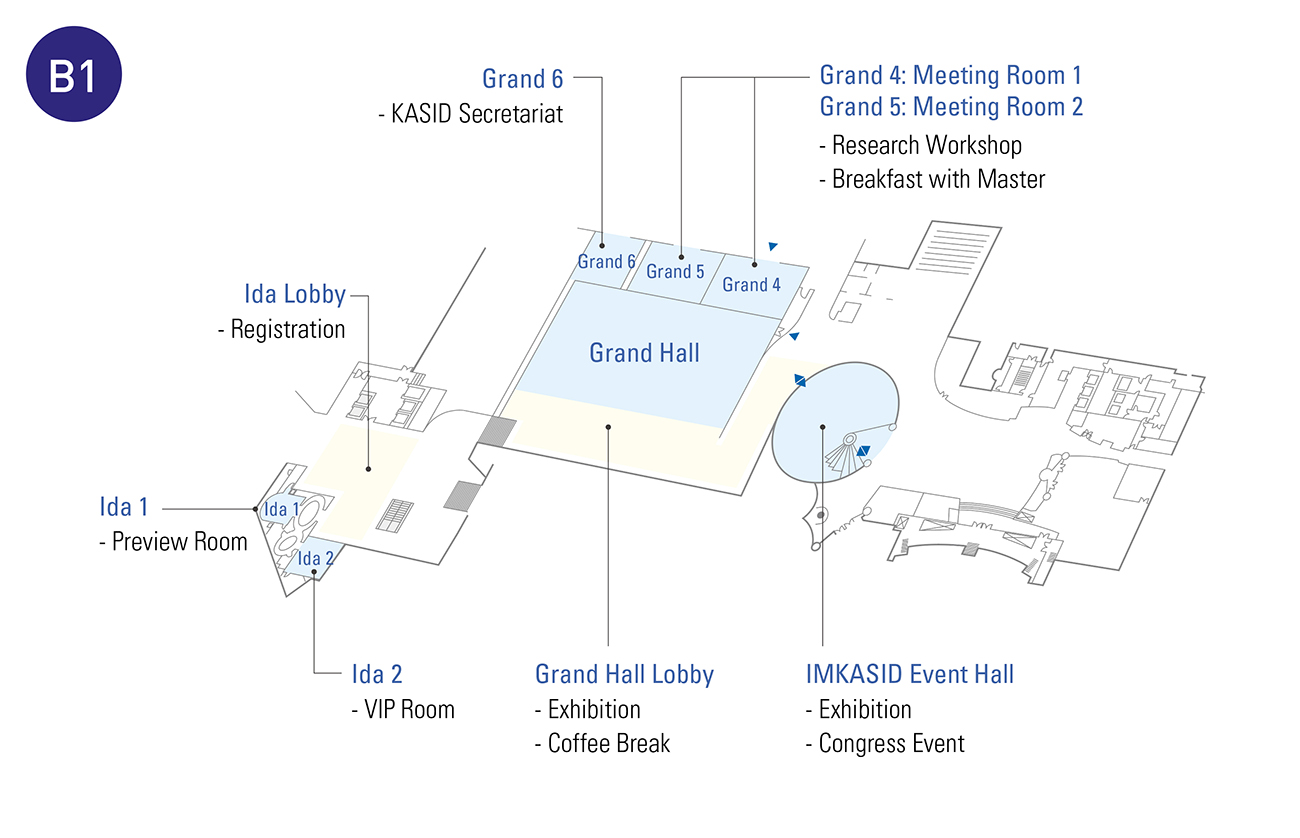 B1
Grand 6
- KASID Secretariat
Grand 4: Meeting Room 1
Grand 5: Meeting Room 2
- Research Workshop
- Breakfast with Master
Grand 6
Grand 5
Grand 4
Ida Lobby
- Registration
Grand Hall
Ida 1
- Preview Room
Ida 1
Ida 2
Ida 2
- VIP Room
Grand Hall Lobby
- Exhibition
- Coffee Break
IMKASID Event Hall
- Exhibition
- Congress Event